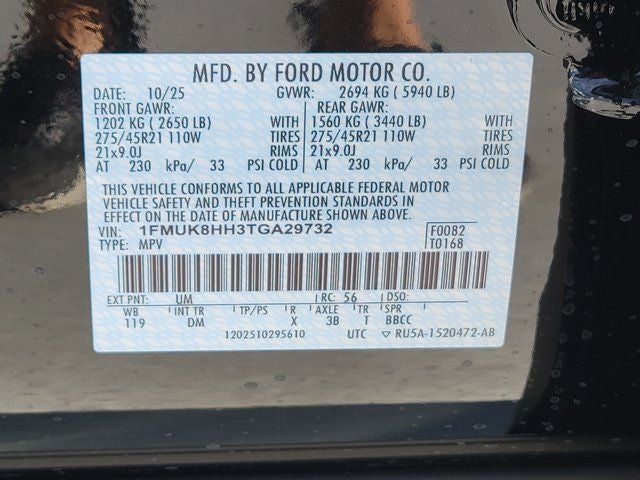 MFD. BY FORD MOTOR CO.
DATE: 10/25 GVWR: 2694 KG ( 5940 LB)
FRONT GAWR: REAR GAWR:
1202 KG ( 2650 LB) WITH 1560 KG ( 3440 LB) WITH
275/45R21 110W TIRES 275/45R21 110W TIRES
21x9.0J RIMS 21x9.0J RIMS
AT 230 kPa/ 33 PSI COLD AT 230 kPa/ 33 PSI COLD
THIS VEHICLE CONFORMS TO ALL APPLICABLE FEDERAL MOTOR
VEHICLE SAFETY AND THEFT PREVENTION STANDARDS IN
EFFECT ON THE DATE OF MANUFACTURE SHOWN ABOVE.
VIN: 1FMUK8HH3TGA29732 F0082
TYPE: MPV T0168
EXT PNT: UM RC: 56 DSO:
WB INT TR TP/PS R AXLE TR SPR
119 DM X 3B T BBCC
1202510295610 UTC ▽ RU5A-1520472-AB